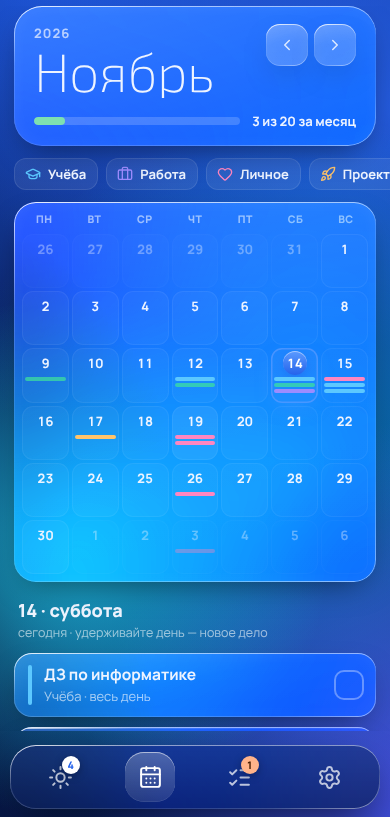 2026
Ноябрь
3 из 20 за месяц
Учёба Работа Личное Проект
ПН ВТ СР ЧТ ПТ СБ ВС
26 27 28 29 30 31 1
2 3 4 5 6 7 8
9 10 11 12 13 14 15
16 17 18 19 20 21 22
23 24 25 26 27 28 29
30 1 2 3 4 5 6
14 · суббота
сегодня · удерживайте день — новое дело
ДЗ по информатике
Учёба · весь день
4 1